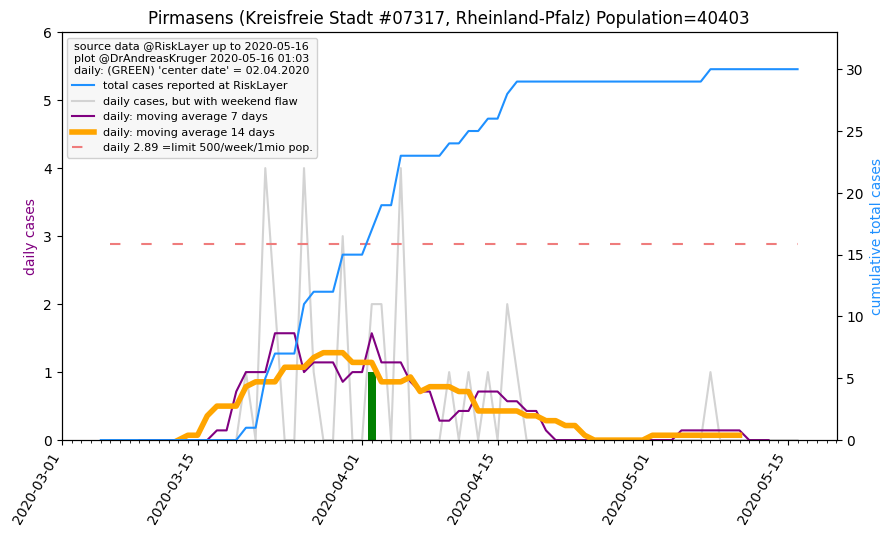 Pirmasens (Kreisfreie Stadt #07317, Rheinland-Pfalz) Population=40403
source data @RiskLayer up to 2020-05-16
plot @DrAndreasKruger 2020-05-16 01:03
daily: (GREEN) 'center date' = 02.04.2020
total cases reported at RiskLayer
daily cases, but with weekend flaw
daily: moving average 7 days
daily: moving average 14 days
daily 2.89 =limit 500/week/1mio pop.
daily cases
6
5
4
3
2
1
0
cumulative total cases
30
25
20
15
10
5
0
2020-03-01
2020-03-15
2020-04-01
2020-04-15
2020-05-01
2020-05-15